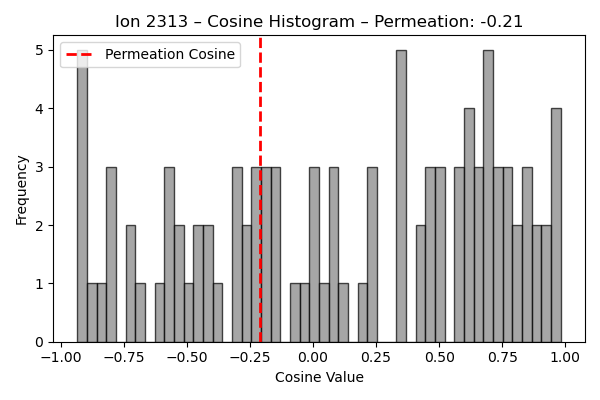 Ion 2313 – Cosine Histogram – Permeation: -0.21
Permeation Cosine
Frequency
5
4
3
2
1
0
−1.00 −0.75 −0.50 −0.25 0.00 0.25 0.50 0.75 1.00
Cosine Value